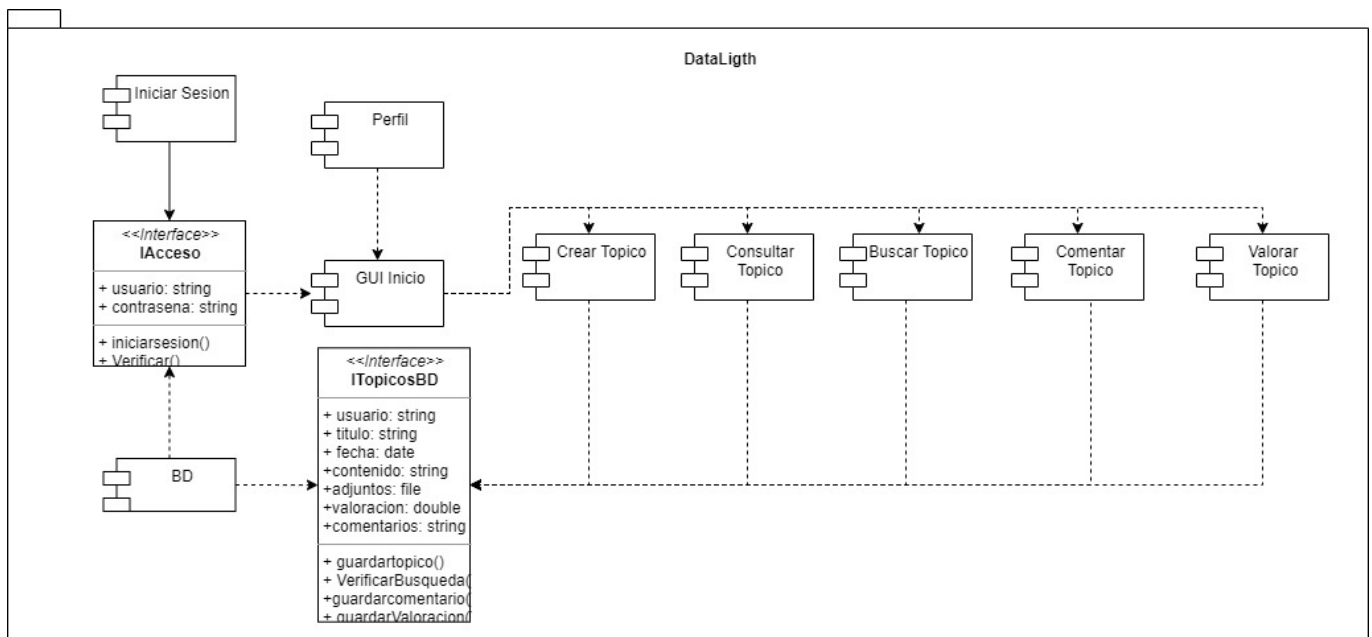 DataLigth
Iniciar Sesion
Perfil
<<Interface>>
IAcceso
+ usuario: string
+ contrasena: string
+ iniciarsesion()
+ Verificar()
GUI Inicio
Crear Topico
Consultar
Topico
Buscar Topico
Comentar
Topico
Valorar
Topico
<<Interface>>
ITopicosBD
+ usuario: string
+ titulo: string
+ fecha: date
+contenido: string
+adjuntos: file
+valoracion: double
+comentarios: string
+ guardartopico()
+ VerificarBusqueda(
+guardarcomentario(
+ guardarValoracion(
BD